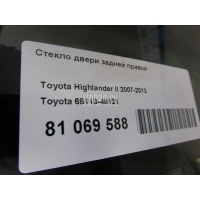 Стекло двери задней правой
Toyota Highlander II 2007-2013
Toyota 68113-48121
81 069 588